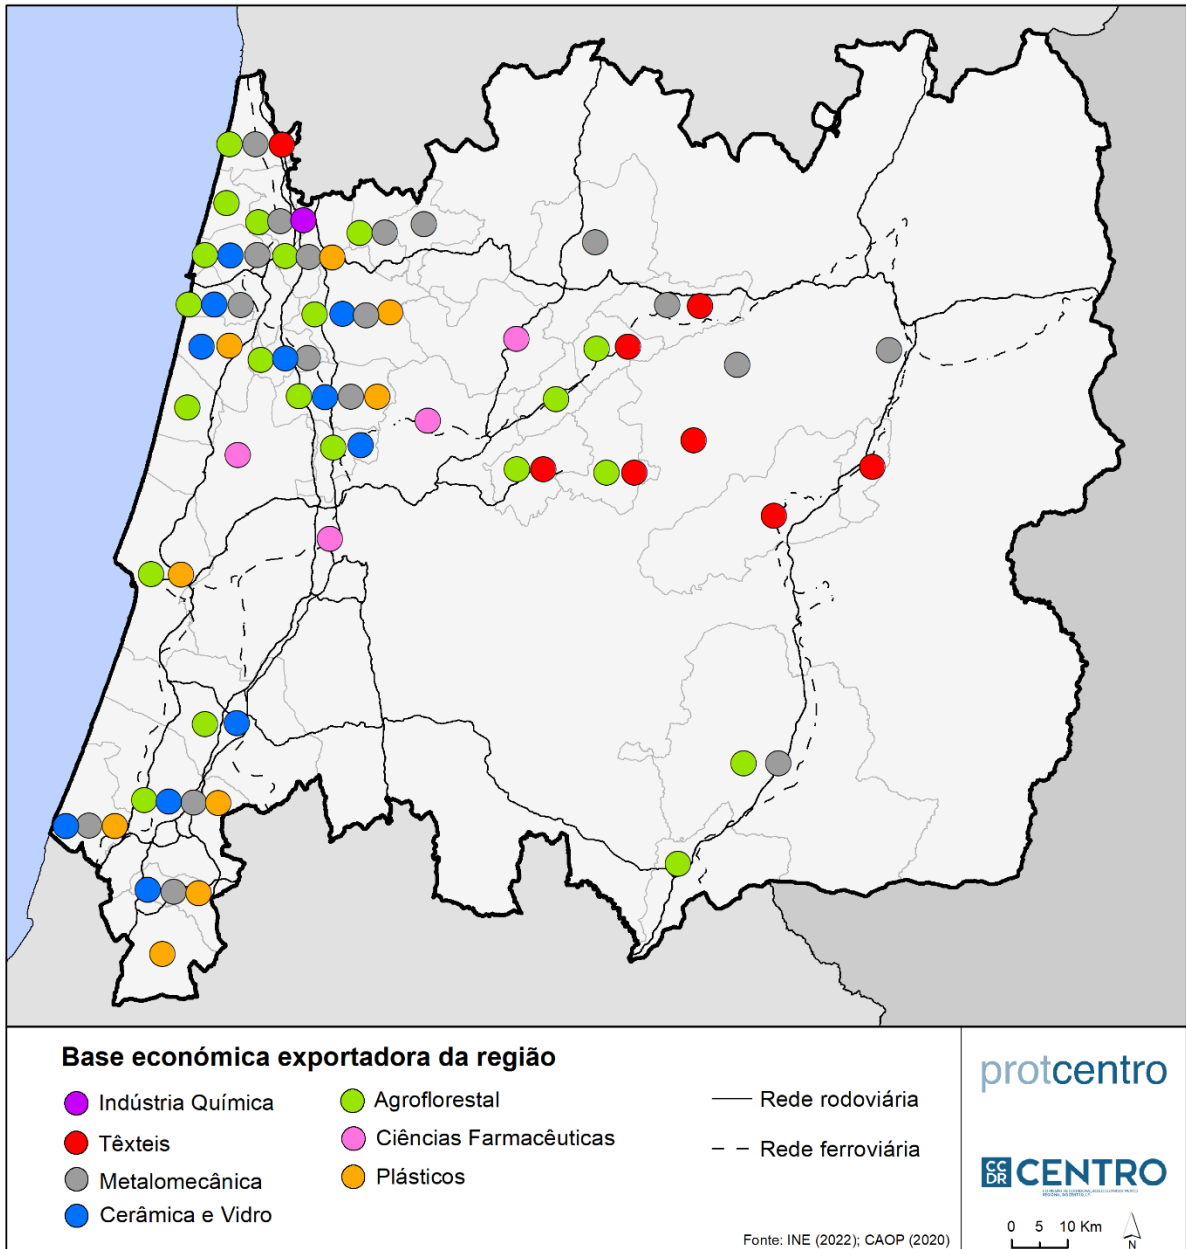 Base económica exportadora da região
Indústria Química
Têxteis
Metalomecânica
Cerâmica e Vidro
Agroflorestal
Ciências Farmacêuticas
Plásticos
Rede rodoviária
Rede ferroviária
Fonte: INE (2022); CAOP (2020)
protcentro
CCDR CENTRO
0 5 10 Km
N